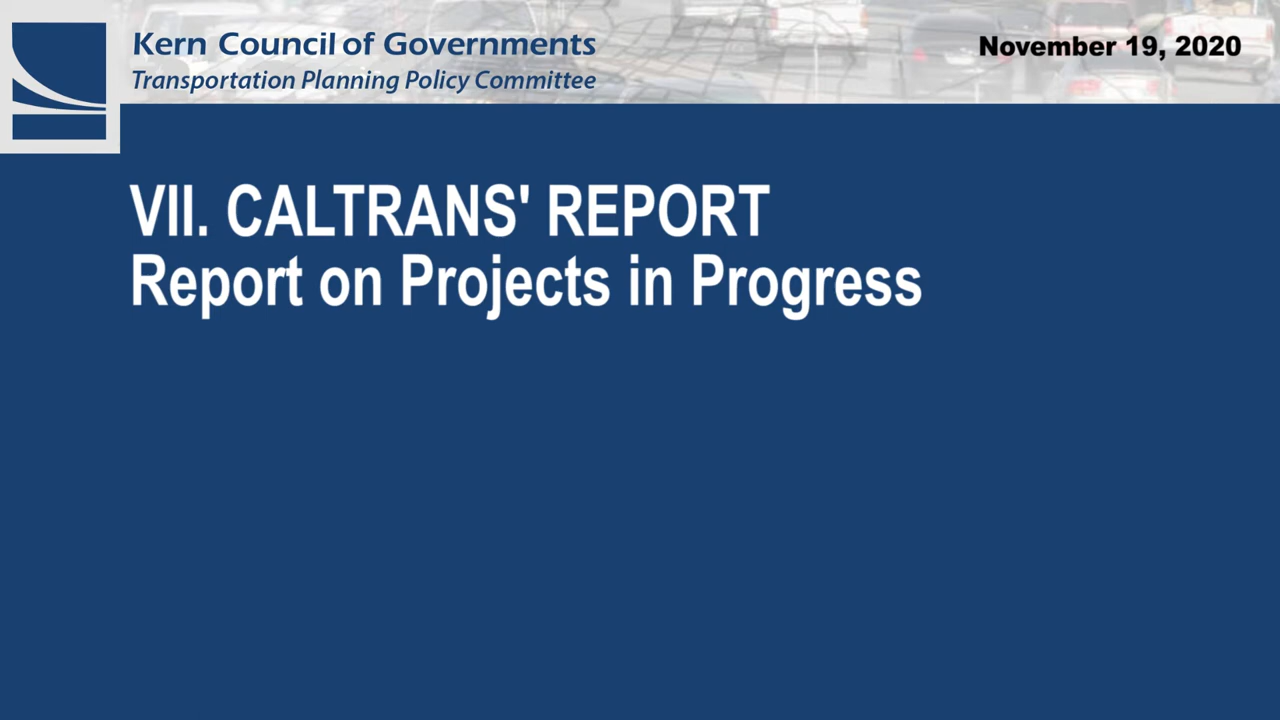 Kern Council of Governments
Transportation Planning Policy Committee
November 19, 2020
VII. CALTRANS' REPORT
Report on Projects in Progress